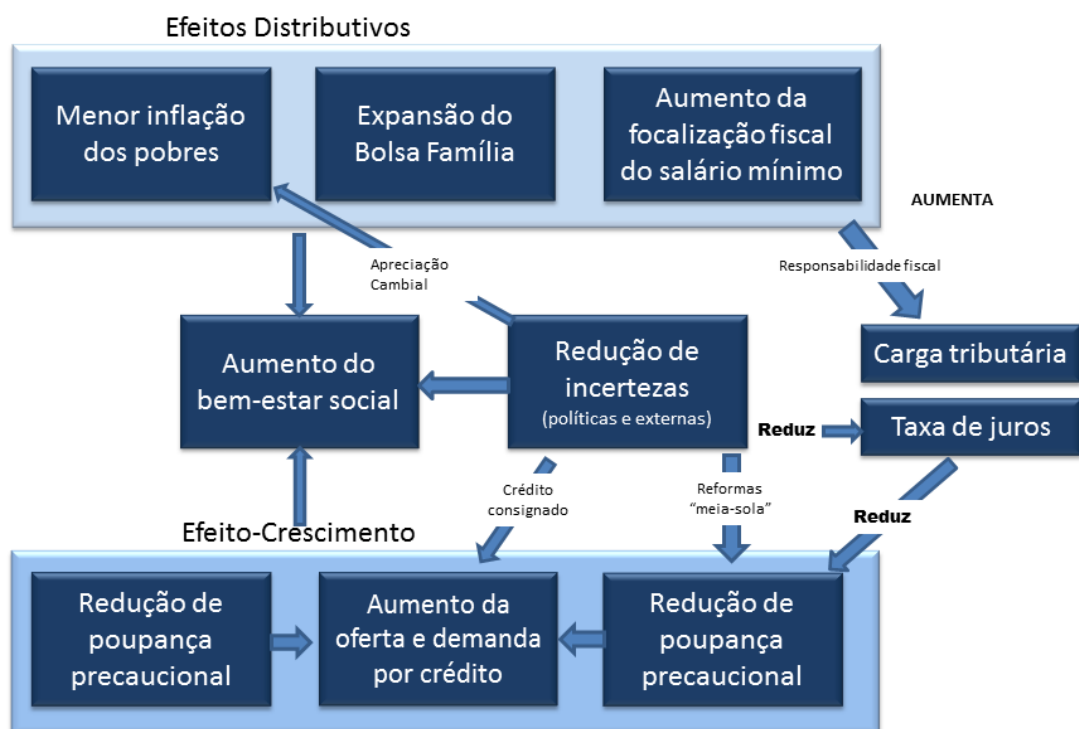 Efeitos Distributivos
Menor inflação
dos pobres
Expansão do
Bolsa Família
Aumento da
focalização fiscal
do salário mínimo
AUMENTA
Apreciação
Cambial
Responsabilidade fiscal
Aumento do
bem-estar social
Redução de
incertezas
(políticas e externas)
Carga tributária
Reduz
Taxa de juros
Crédito
consignado
Reformas
“meia-sola”
Reduz
Efeito-Crescimento
Redução de
poupança
precaucional
Aumento da
oferta e demanda
por crédito
Redução de
poupança
precaucional